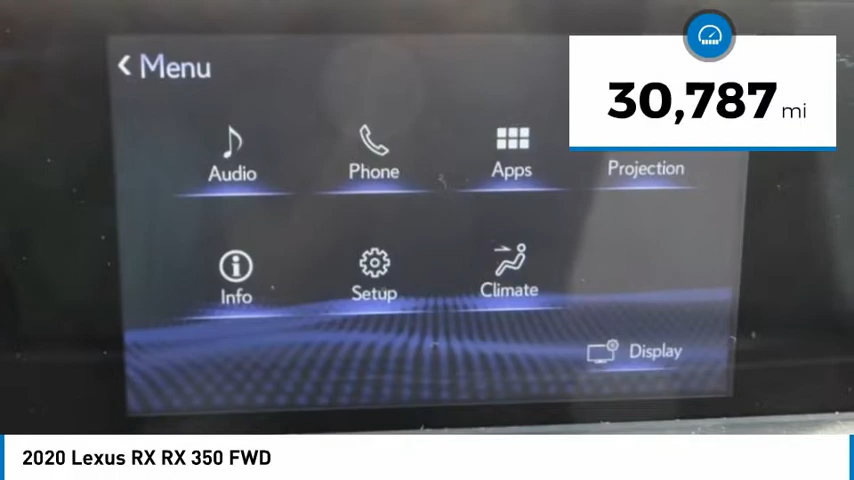 Menu
30,787 mi
Audio
Phone
Apps
Projection
Info
Setup
Climate
Display
2020 Lexus RX RX 350 FWD